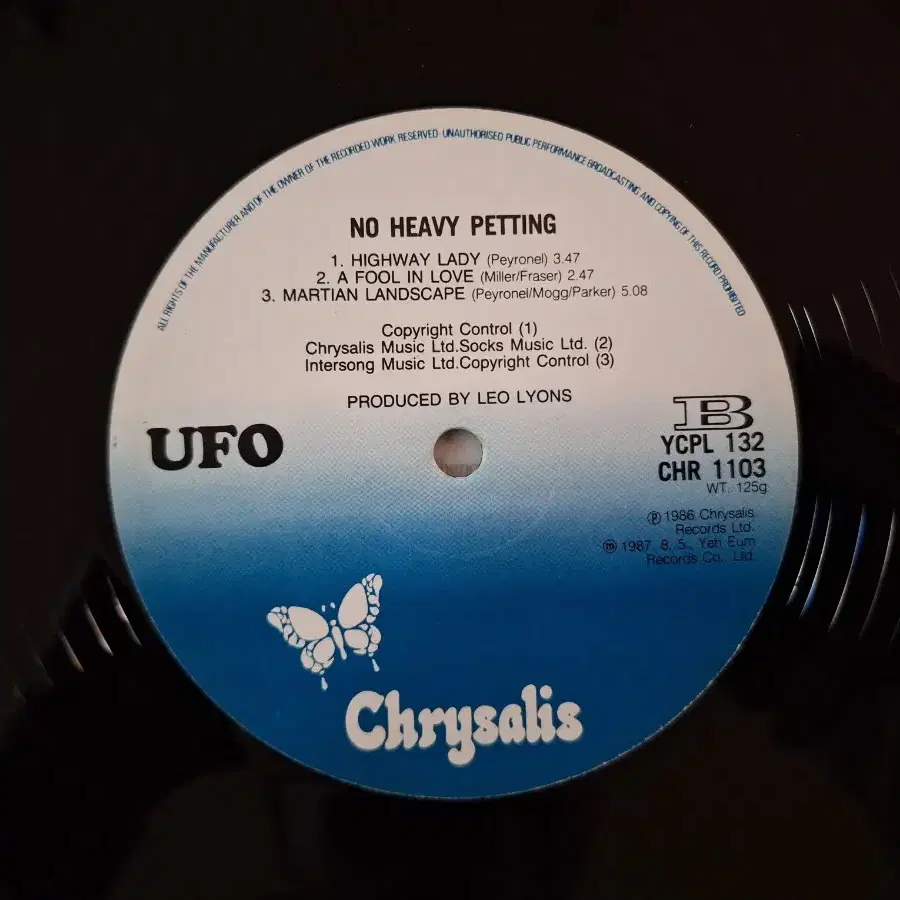 ALL RIGHTS OF THE MANUFACTURER AND OF THE OWNER OF THE RECORDED WORK RESERVED · UNAUTHORISED PUBLIC PERFORMANCE BROADCASTING AND COPYING OF THIS RECORD PROHIBITED
NO HEAVY PETTING
1. HIGHWAY LADY (Peyronel) 3.47
2. A FOOL IN LOVE (Miller/Fraser) 2.47
3. MARTIAN LANDSCAPE (Peyronel/Mogg/Parker) 5.08
Copyright Control (1)
Chrysalis Music Ltd.Socks Music Ltd. (2)
Intersong Music Ltd.Copyright Control (3)
PRODUCED BY LEO LYONS
UFO
B
YCPL 132
CHR 1103
WT. 125g
Ⓟ 1986 Chrysalis
Records Ltd.
ⓜ 1987. 8. 5., Yeh Eum
Records Co., Ltd.
Chrysalis